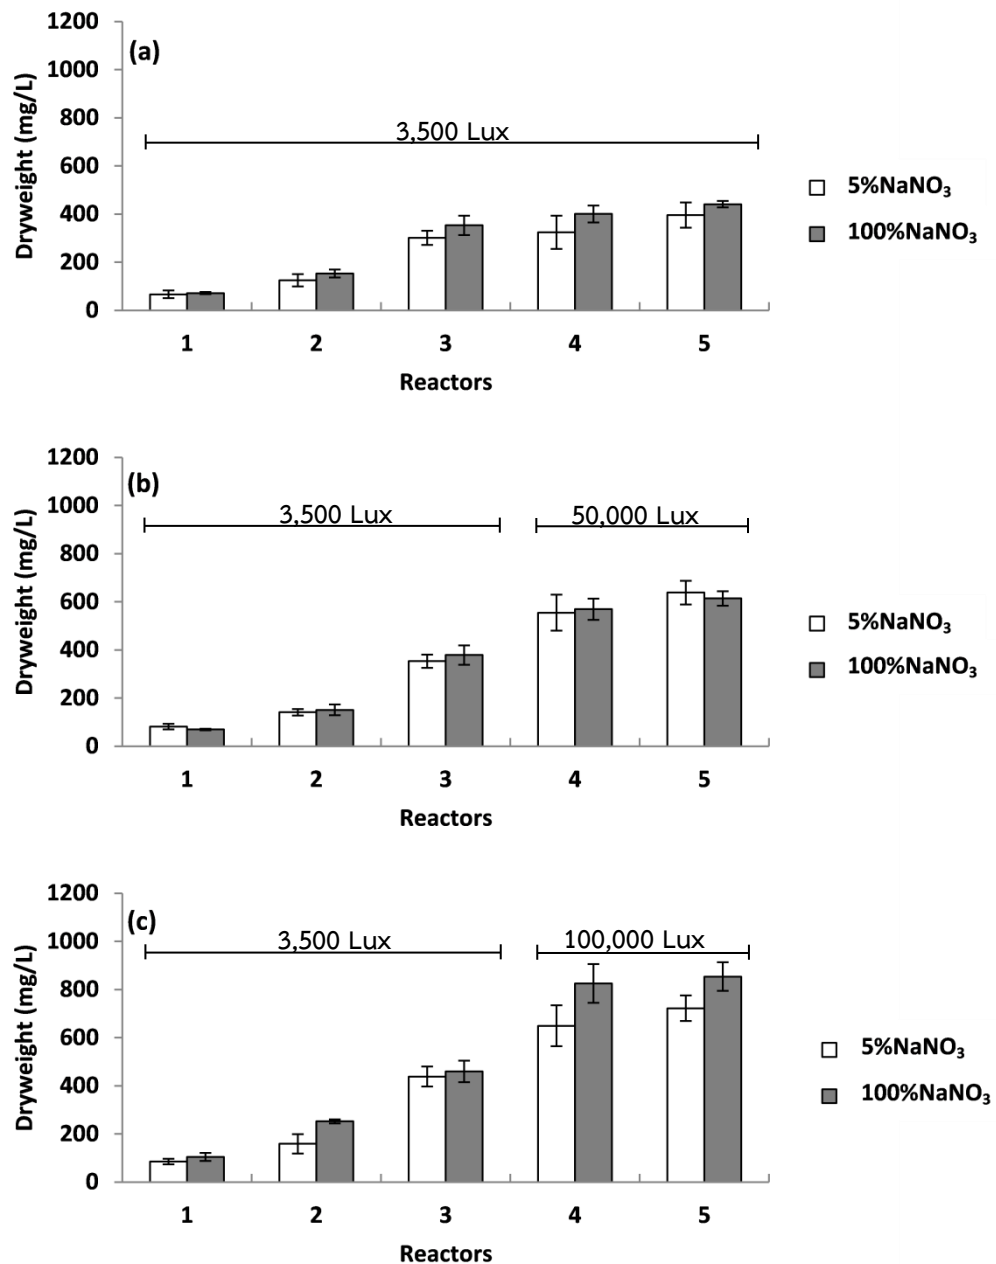 (a)
Dryweight (mg/L)
1200
1000
800
600
400
200
0
3,500 Lux
1 2 3 4 5
Reactors
5%NaNO₃
100%NaNO₃
(b)
Dryweight (mg/L)
1200
1000
800
600
400
200
0
3,500 Lux 50,000 Lux
1 2 3 4 5
Reactors
5%NaNO₃
100%NaNO₃
(c)
Dryweight (mg/L)
1200
1000
800
600
400
200
0
3,500 Lux 100,000 Lux
1 2 3 4 5
Reactors
5%NaNO₃
100%NaNO₃